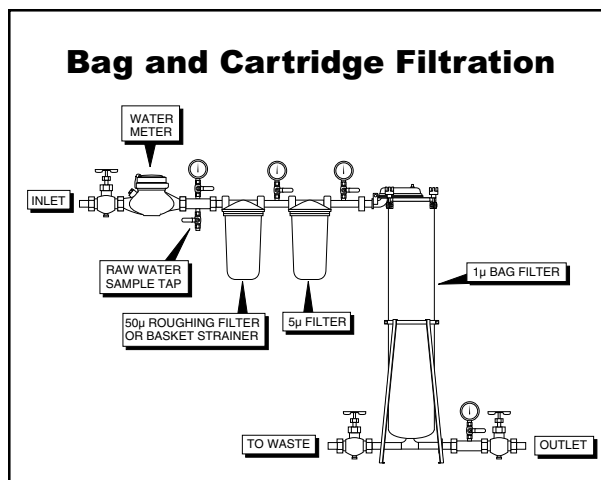 Bag and Cartridge Filtration
WATER
METER
INLET
RAW WATER
SAMPLE TAP
50µ ROUGHING FILTER
OR BASKET STRAINER
5µ FILTER
1µ BAG FILTER
TO WASTE
OUTLET